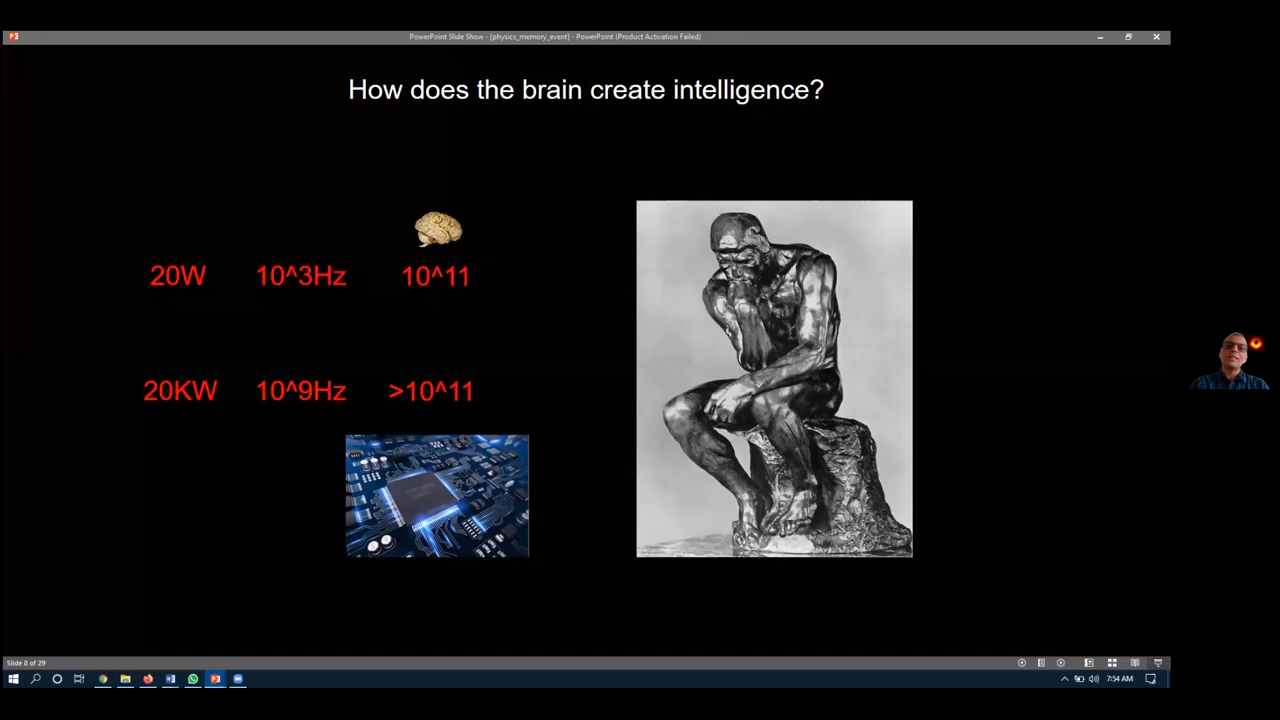 PowerPoint Slide Show - [physics_memory_event] - PowerPoint (Product Activation Failed)
How does the brain create intelligence?
20W 10^3Hz 10^11
20KW 10^9Hz >10^11
Slide 8 of 29
7:54 AM